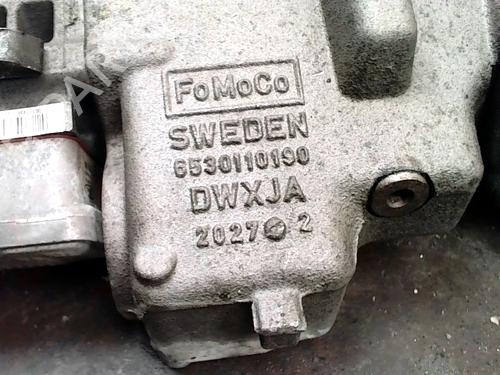 FoMoCo
SWEDEN
6530110190
DWXJA
2027 2